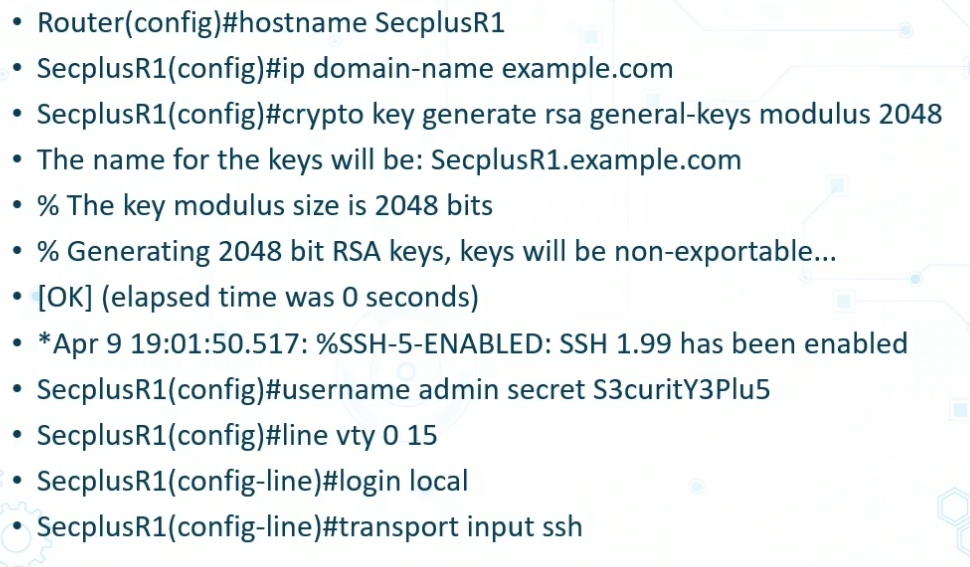 • Router(config)#hostname SecplusR1
• SecplusR1(config)#ip domain-name example.com
• SecplusR1(config)#crypto key generate rsa general-keys modulus 2048
• The name for the keys will be: SecplusR1.example.com
• % The key modulus size is 2048 bits
• % Generating 2048 bit RSA keys, keys will be non-exportable...
• [OK] (elapsed time was 0 seconds)
• *Apr 9 19:01:50.517: %SSH-5-ENABLED: SSH 1.99 has been enabled
• SecplusR1(config)#username admin secret S3curitY3Plu5
• SecplusR1(config)#line vty 0 15
• SecplusR1(config-line)#login local
• SecplusR1(config-line)#transport input ssh